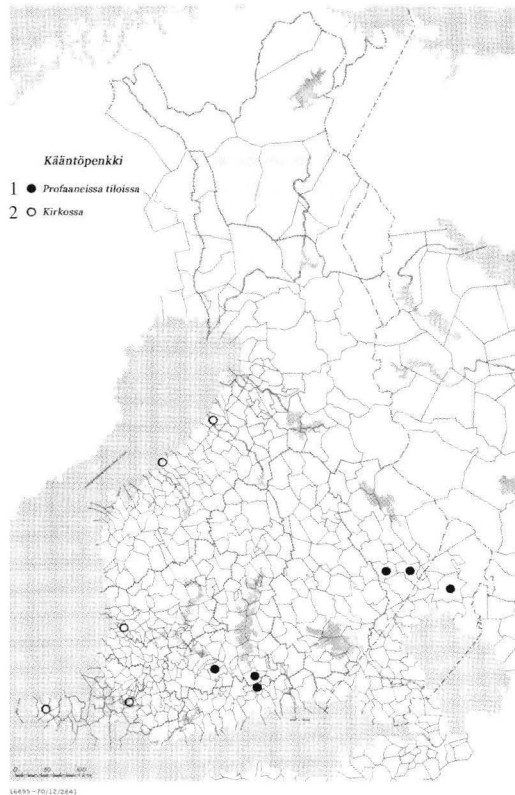 Kääntöpenkki
1 ● Profaaneissa tiloissa
2 ○ Kirkossa
16695-70/12/2641